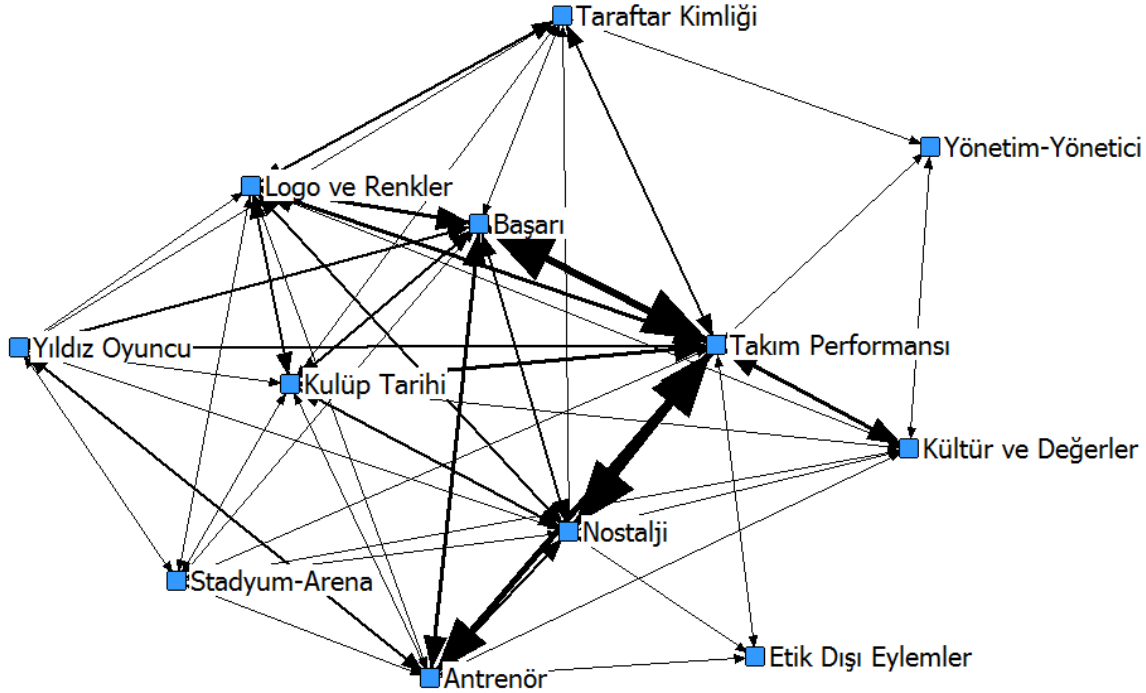 Taraftar Kimliği
Yönetim-Yönetici
Logo ve Renkler
Başarı
Yıldız Oyuncu
Takım Performansı
Kulüp Tarihi
Kültür ve Değerler
Nostalji
Stadyum-Arena
Etik Dışı Eylemler
Antrenör